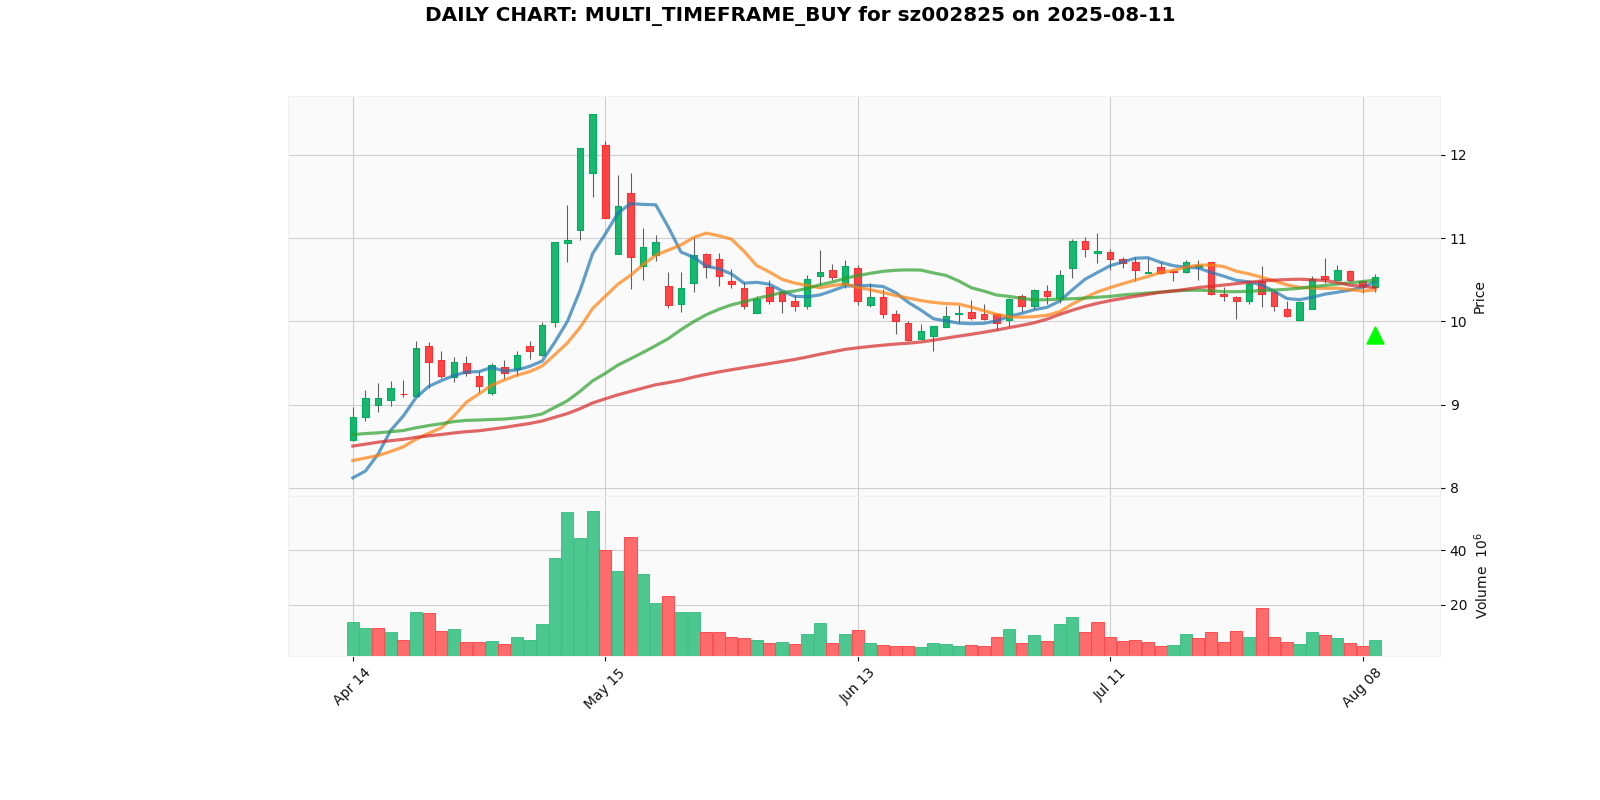 DAILY CHART: MULTI_TIMEFRAME_BUY for sz002825 on 2025-08-11
12
11
10
9
8
Price
40
20
Volume 10^6
Apr 14
May 15
Jun 13
Jul 11
Aug 08